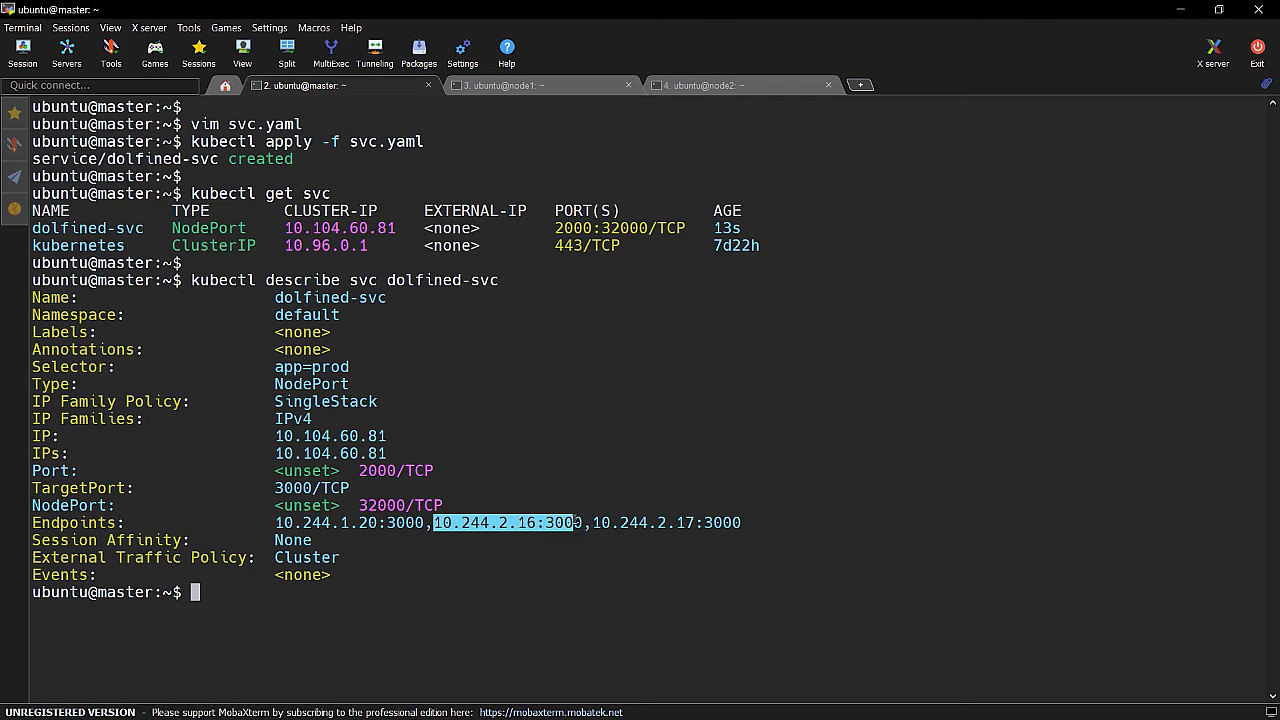 ubuntu@master: ~
Terminal Sessions View X server Tools Games Settings Macros Help
Session Servers Tools Games Sessions View Split MultiExec Tunneling Packages Settings Help X server Exit
Quick connect... 2. ubuntu@master: ~ 3. ubuntu@node1: ~ 4. ubuntu@node2: ~
ubuntu@master:~$
ubuntu@master:~$ vim svc.yaml
ubuntu@master:~$ kubectl apply -f svc.yaml
service/dolfined-svc created
ubuntu@master:~$
ubuntu@master:~$ kubectl get svc
NAME TYPE CLUSTER-IP EXTERNAL-IP PORT(S) AGE
dolfined-svc NodePort 10.104.60.81 <none> 2000:32000/TCP 13s
kubernetes ClusterIP 10.96.0.1 <none> 443/TCP 7d22h
ubuntu@master:~$
ubuntu@master:~$ kubectl describe svc dolfined-svc
Name: dolfined-svc
Namespace: default
Labels: <none>
Annotations: <none>
Selector: app=prod
Type: NodePort
IP Family Policy: SingleStack
IP Families: IPv4
IP: 10.104.60.81
IPs: 10.104.60.81
Port: <unset> 2000/TCP
TargetPort: 3000/TCP
NodePort: <unset> 32000/TCP
Endpoints: 10.244.1.20:3000,10.244.2.16:3000,10.244.2.17:3000
Session Affinity: None
External Traffic Policy: Cluster
Events: <none>
ubuntu@master:~$
UNREGISTERED VERSION - Please support MobaXterm by subscribing to the professional edition here: https://mobaxterm.mobatek.net